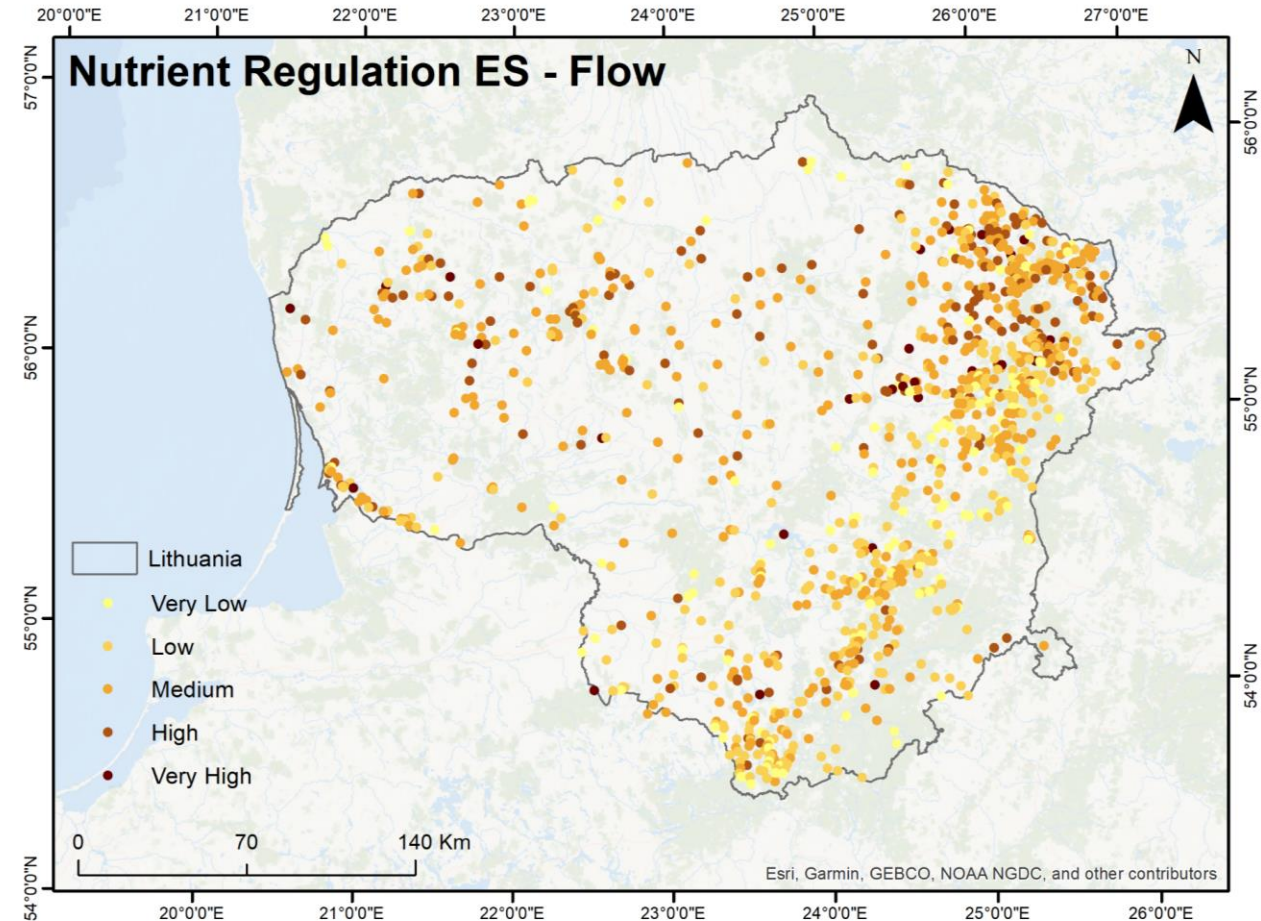 20°0'0"E 21°0'0"E 22°0'0"E 23°0'0"E 24°0'0"E 25°0'0"E 26°0'0"E 27°0'0"E
Nutrient Regulation ES - Flow
N
57°0'0"N
56°0'0"N
56°0'0"N
55°0'0"N
Lithuania
Very Low
55°0'0"N
Low
54°0'0"N
Medium
High
Very High
0 70 140 Km
Esri, Garmin, GEBCO, NOAA NGDC, and other contributors
54°0'0"N
20°0'0"E 21°0'0"E 22°0'0"E 23°0'0"E 24°0'0"E 25°0'0"E 26°0'0"E